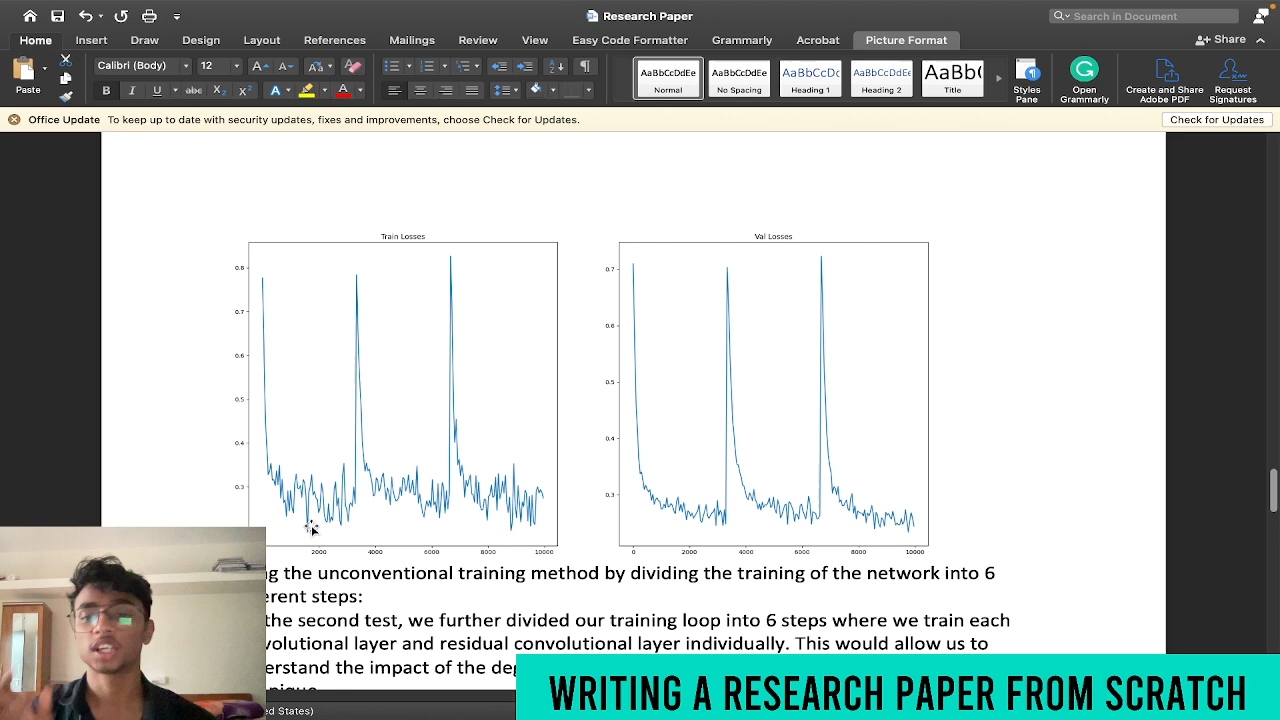 Research Paper
Search in Document
Home Insert Draw Design Layout References Mailings Review View Easy Code Formatter Grammarly Acrobat Picture Format
Share
Paste
Calibri (Body) 12
AaBbCcDdEe AaBbCcDdEe AaBbCcDc AaBbCcDdEe AaBb(
Normal No Spacing Heading 1 Heading 2 Title
Styles Pane
Open Grammarly
Create and Share Adobe PDF
Request Signatures
Office Update To keep up to date with security updates, fixes and improvements, choose Check for Updates.
Check for Updates
Train Losses
0.8
0.7
0.6
0.5
0.4
0.3
2000 4000 6000 8000 10000
Val Losses
0.7
0.6
0.5
0.4
0.3
0 2000 4000 6000 8000 10000
g the unconventional training method by dividing the training of the network into 6
erent steps:
the second test, we further divided our training loop into 6 steps where we train each
volutional layer and residual convolutional layer individually. This would allow us to
erstand the impact of the deg
nique
ed States)
WRITING A RESEARCH PAPER FROM SCRATCH